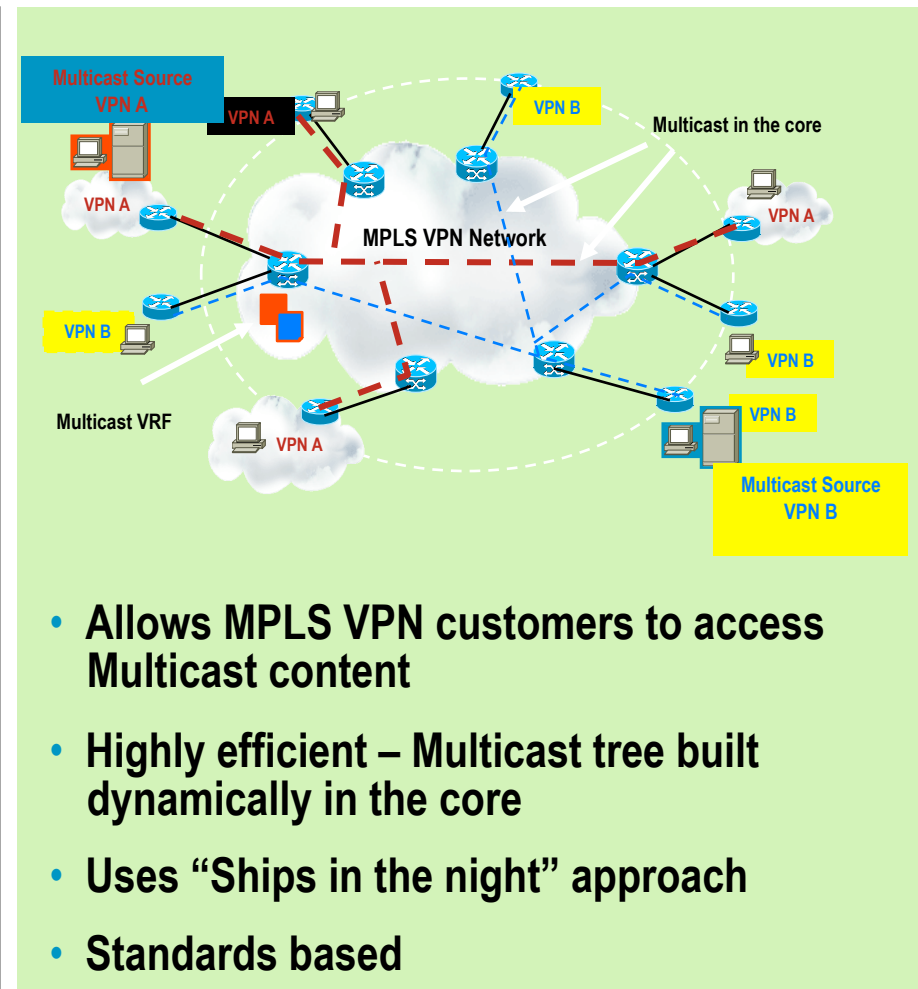 Multicast Source
VPN A
VPN A
VPN B
Multicast in the core
VPN A
VPN A
MPLS VPN Network
VPN B
VPN B
Multicast VRF
VPN B
VPN A
Multicast Source
VPN B
• Allows MPLS VPN customers to access
Multicast content
• Highly efficient – Multicast tree built
dynamically in the core
• Uses “Ships in the night” approach
• Standards based